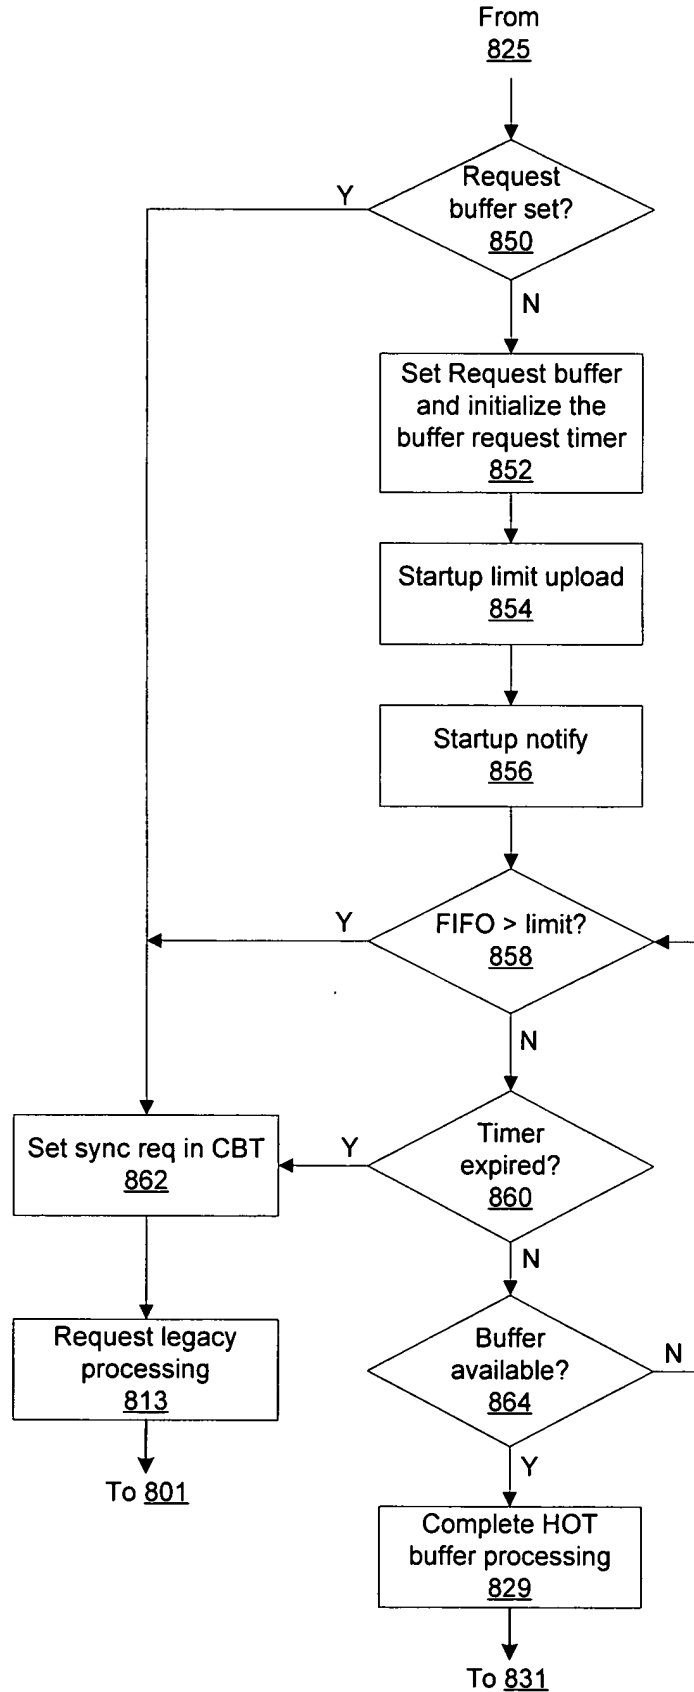 From
825
Request
buffer set?
850
Y
N
Set Request buffer
and initialize the
buffer request timer
852
Startup limit upload
854
Startup notify
856
FIFO > limit?
858
Y
N
Timer
expired?
860
Y
N
Set sync req in CBT
862
Request legacy
processing
813
To 801
Buffer
available?
864
N
Y
Complete HOT
buffer processing
829
To 831